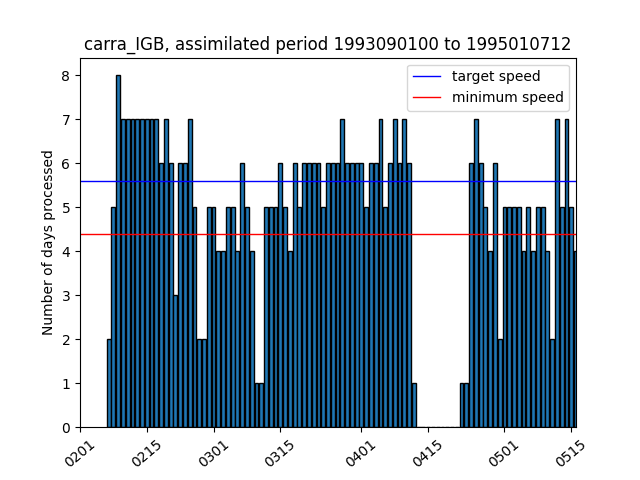 carra_IGB, assimilated period 1993090100 to 1995010712
target speed
minimum speed
Number of days processed
8
7
6
5
4
3
2
1
0
0201 0215 0301 0315 0401 0415 0501 0515